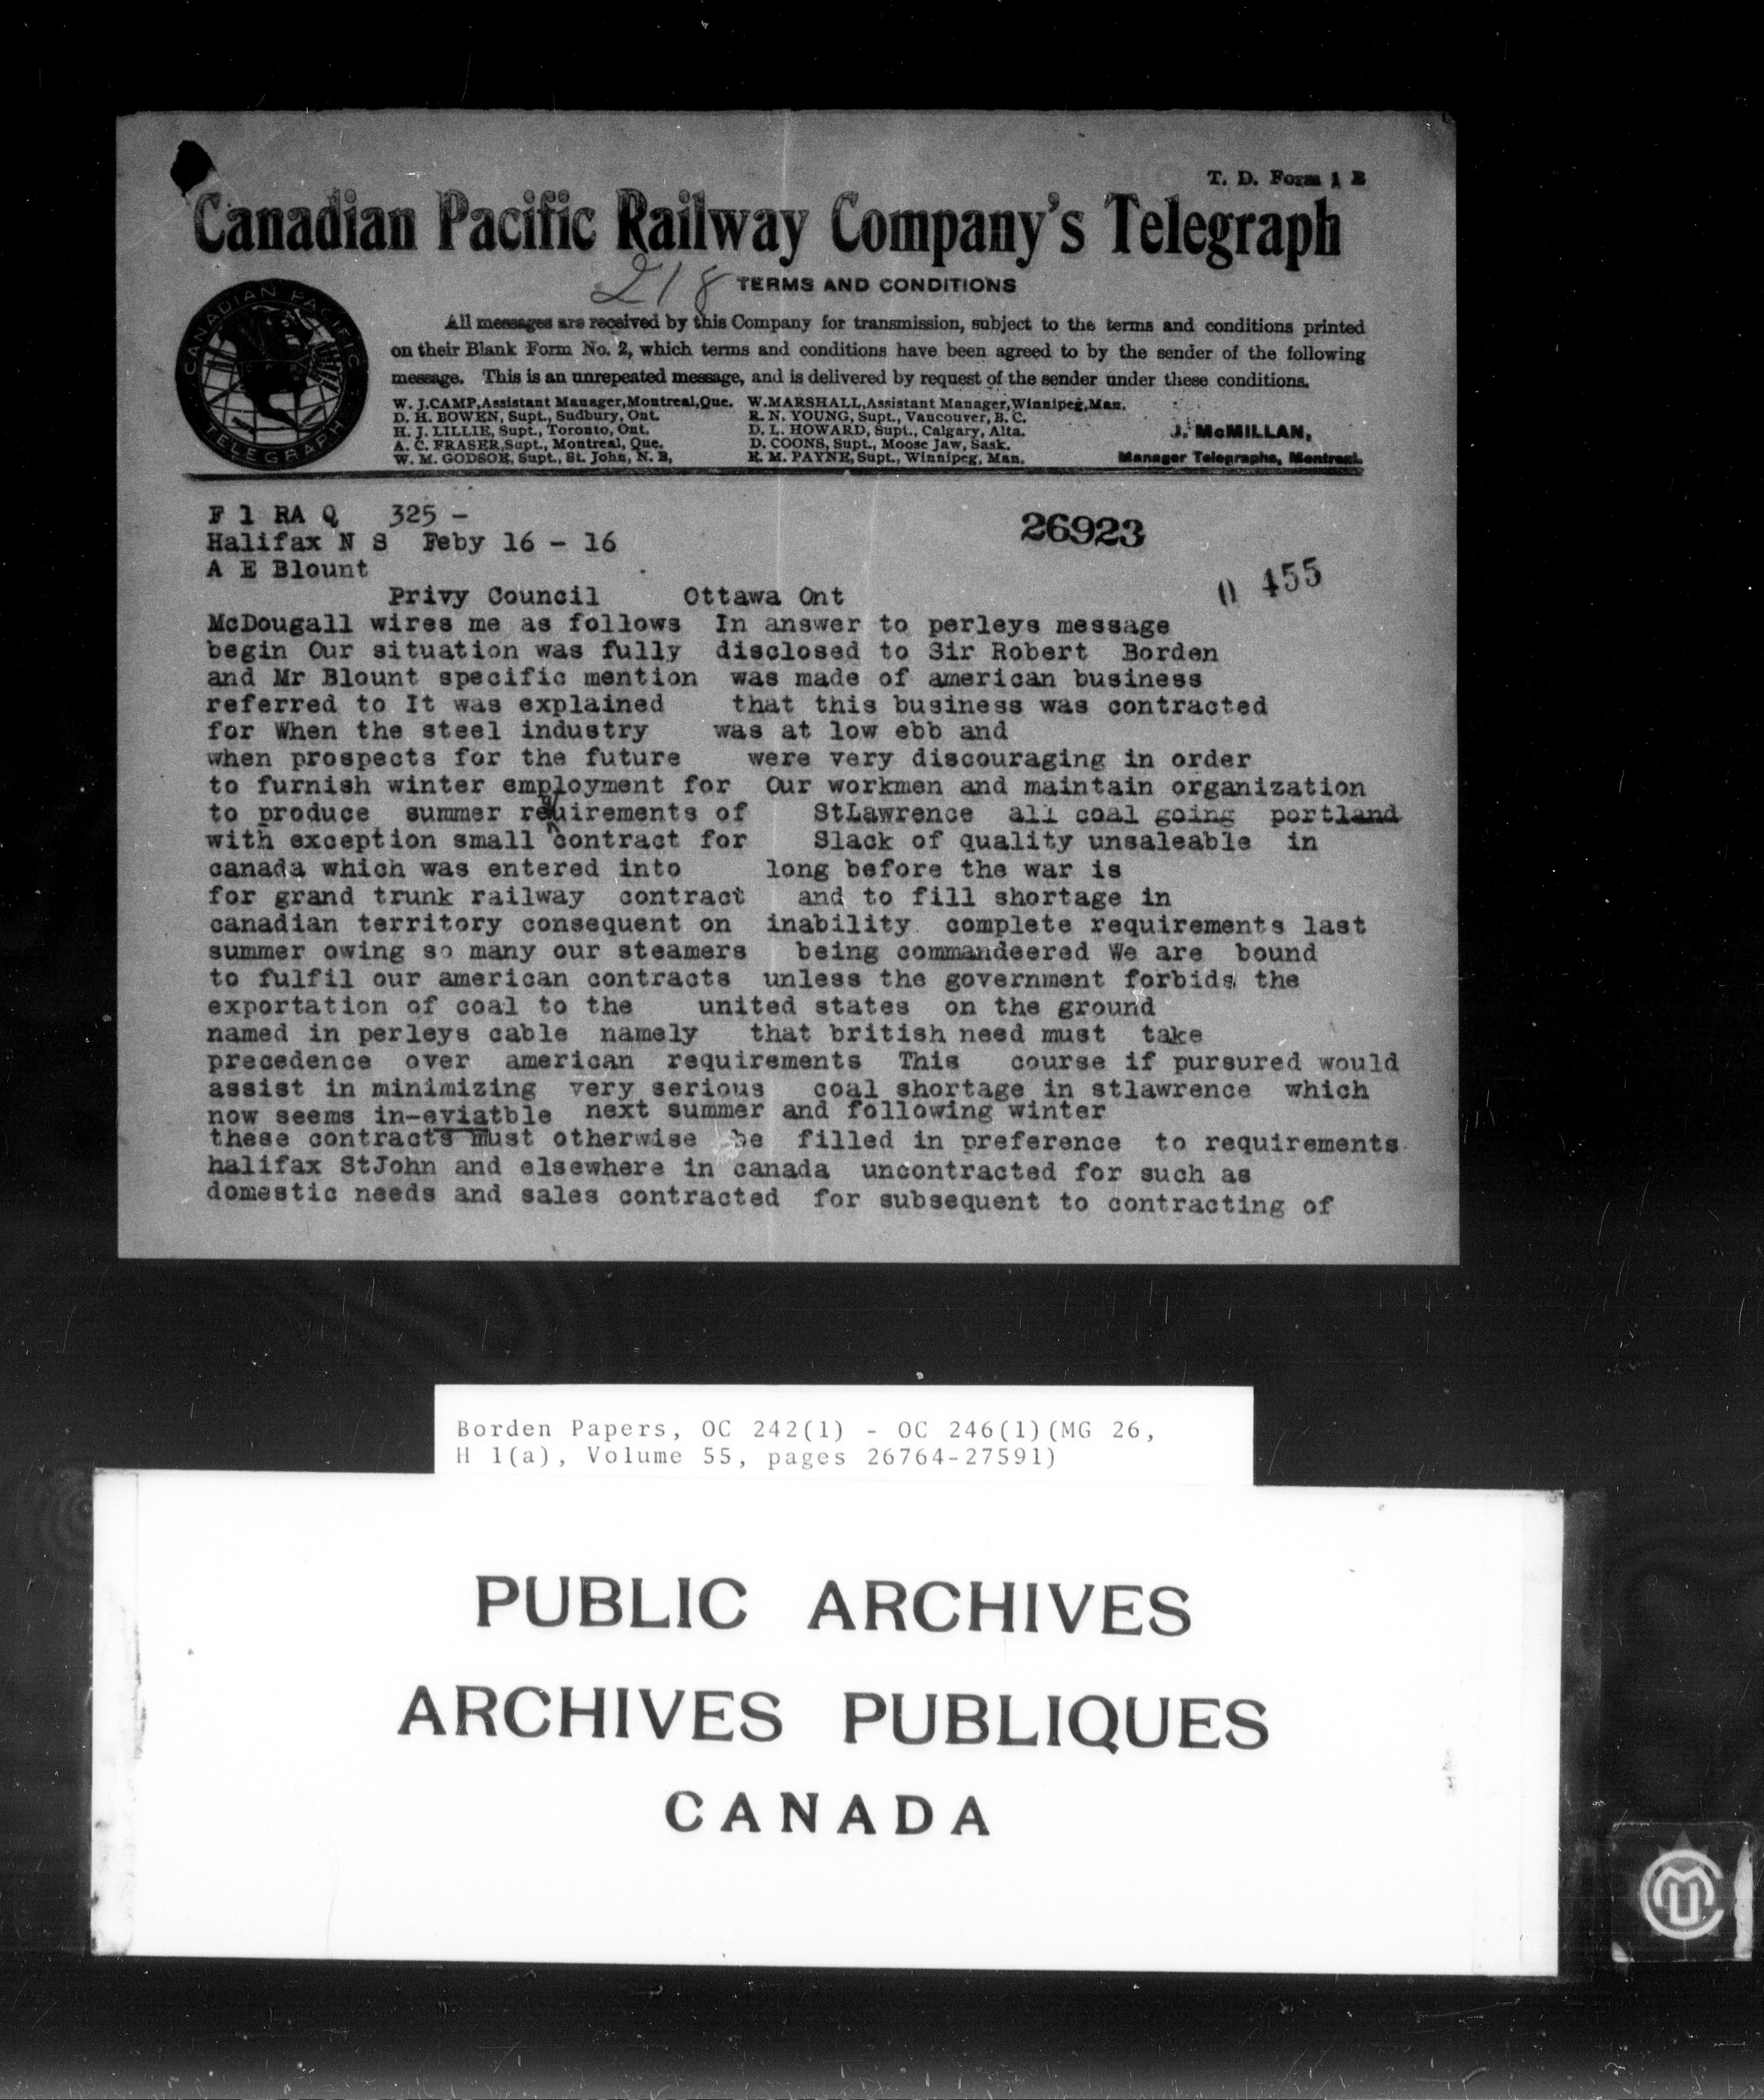 T. D. Form 1 B
Canadian Pacific Railway Company's Telegraph
218
TERMS AND CONDITIONS
CANADIAN PACIFIC
TELEGRAPH
All messages are received by this Company for transmission, subject to the terms and conditions printed
on their Blank Form No. 2, which terms and conditions have been agreed to by the sender of the following
message. This is an unrepeated message, and is delivered by request of the sender under these conditions.
W. J. CAMP, Assistant Manager, Montreal, Que. W. MARSHALL, Assistant Manager, Winnipeg, Man.
D. H. BOWEN, Supt., Sudbury, Ont. R. N. YOUNG, Supt., Vancouver, B. C.
H. J. LILLIE, Supt., Toronto, Ont. D. L. HOWARD, Supt., Calgary, Alta.
J. McMILLAN,
A. C. FRASER, Supt., Montreal, Que. D. COONS, Supt., Moose Jaw, Sask.
W. M. GODSOE, Supt., St. John, N. B, R. M. PAYNE, Supt., Winnipeg, Man.
Manager Telegraphs, Montreal.
F 1 RA Q 325 -
26923
Halifax N S Feby 16 - 16
A E Blount
0 455
Privy Council Ottawa Ont
McDougall wires me as follows In answer to perleys message
begin Our situation was fully disclosed to Sir Robert Borden
and Mr Blount specific mention was made of american business
referred to It was explained that this business was contracted
for When the steel industry was at low ebb and
when prospects for the future were very discouraging in order
to furnish winter employment for Our workmen and maintain organization
to produce summer reuirements of StLawrence all coal going portland
with exception small contract for Slack of quality unsaleable in
canada which was entered into long before the war is
for grand trunk railway contract and to fill shortage in
canadian territory consequent on inability complete requirements last
summer owing so many our steamers being commandeered We are bound
to fulfil our american contracts unless the government forbids the
exportation of coal to the united states on the ground
named in perleys cable namely that british need must take
precedence over american requirements This course if pursured would
assist in minimizing very serious coal shortage in stlawrence which
now seems in-eviatble next summer and following winter
these contracts must otherwise be filled in preference to requirements
halifax StJohn and elsewhere in canada uncontracted for such as
domestic needs and sales contracted for subsequent to contracting of
Borden Papers, OC 242(1) - OC 246(1)(MG 26,
H 1(a), Volume 55, pages 26764-27591)
PUBLIC ARCHIVES
ARCHIVES PUBLIQUES
CANADA